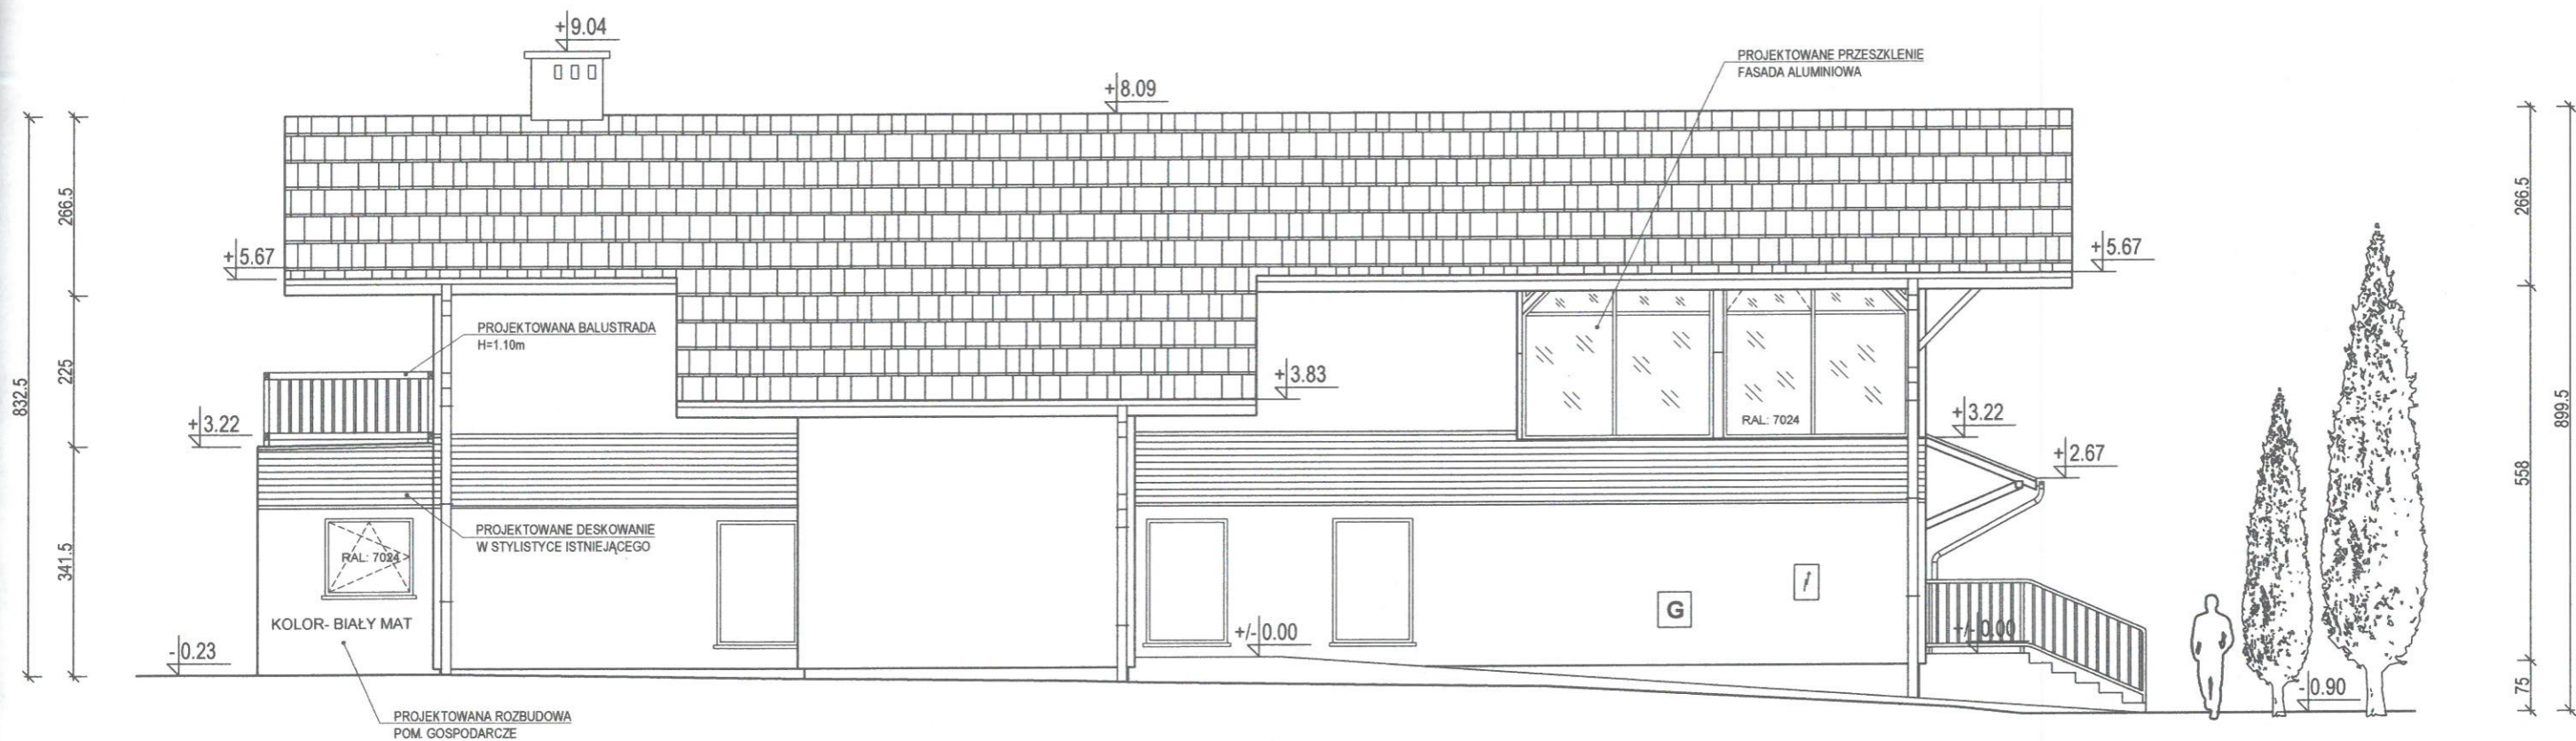 +9.04
+8.09
PROJEKTOWANE PRZESZKLENIE
FASADA ALUMINIOWA
266.5
266.5
+5.67
+5.67
PROJEKTOWANA BALUSTRADA
H=1.10m
225
832.5
+3.83
RAL: 7024
+3.22
+3.22
+2.67
899.5
558
PROJEKTOWANE DESKOWANIE
W STYLISTYCE ISTNIEJĄCEGO
RAL: 7024
341.5
G
KOLOR- BIAŁY MAT
+/-0.00
+/-0.00
-0.23
75
-0.90
PROJEKTOWANA ROZBUDOWA
POM. GOSPODARCZE